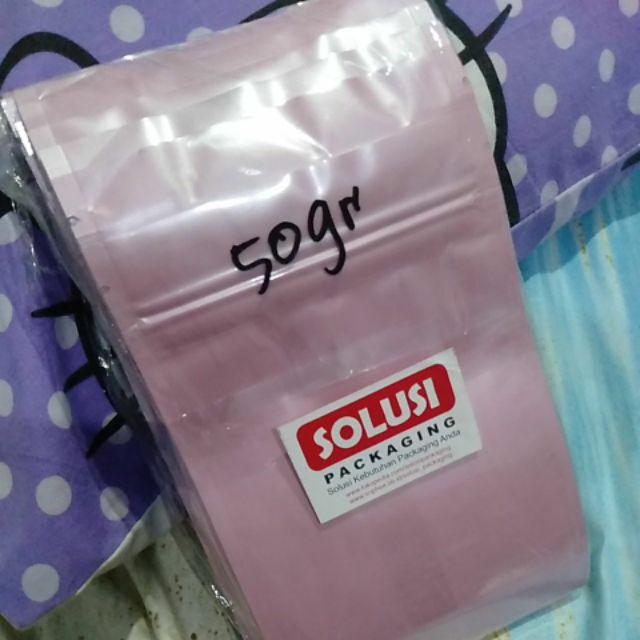 50gr
SOLUSI
PACKAGING
Solusi Kebutuhan Packaging Anda